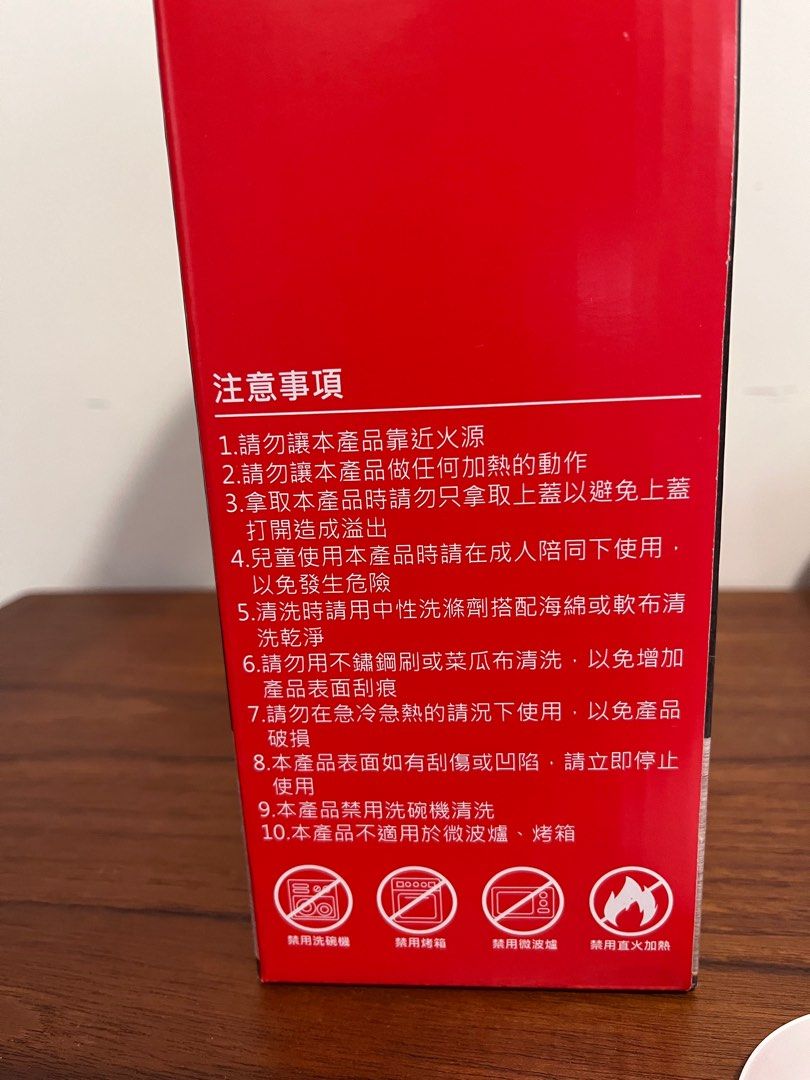 注意事項
1.請勿讓本產品靠近火源
2.請勿讓本產品做任何加熱的動作
3.拿取本產品時請勿只拿取上蓋以避免上蓋
打開造成溢出
4.兒童使用本產品時請在成人陪同下使用，
以免發生危險
5.清洗時請用中性洗滌劑搭配海綿或軟布清
洗乾淨
6.請勿用不鏽鋼刷或菜瓜布清洗，以免增加
產品表面刮痕
7.請勿在急冷急熱的請況下使用，以免產品
破損
8.本產品表面如有刮傷或凹陷，請立即停止
使用
9.本產品禁用洗碗機清洗
10.本產品不適用於微波爐、烤箱
禁用洗碗機 禁用烤箱 禁用微波爐 禁用直火加熱